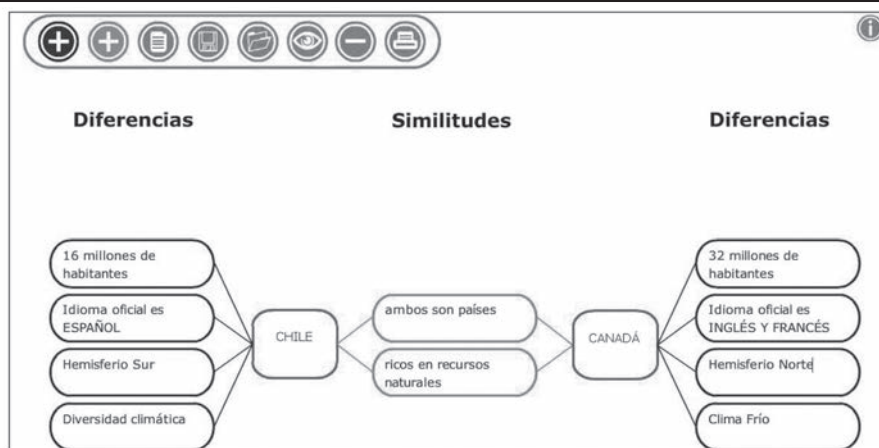 Diferencias
Similitudes
Diferencias
16 millones de
habitantes
Idioma oficial es
ESPAÑOL
Hemisferio Sur
Diversidad climática
CHILE
ambos son países
ricos en recursos
naturales
CANADÁ
32 millones de
habitantes
Idioma oficial es
INGLÉS Y FRANCÉS
Hemisferio Norte
Clima Frío